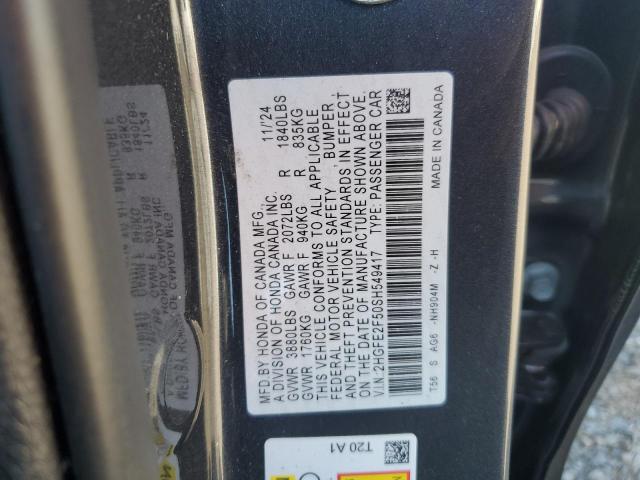 MFD BY HONDA OF CANADA MFG., 11/24
A DIVISION OF HONDA CANADA INC.
GVWR 3880LBS GAWR F 2072LBS R 1840LBS
GVWR 1760KG GAWR F 940KG R 835KG
THIS VEHICLE CONFORMS TO ALL APPLICABLE
FEDERAL MOTOR VEHICLE SAFETY, BUMPER,
AND THEFT PREVENTION STANDARDS IN EFFECT
ON THE DATE OF MANUFACTURE SHOWN ABOVE.
V.I.N. 2HGFE2F50SH549417 TYPE: PASSENGER CAR
T56 S AG6 -NH904M -Z -H MADE IN CANADA
T20 A1